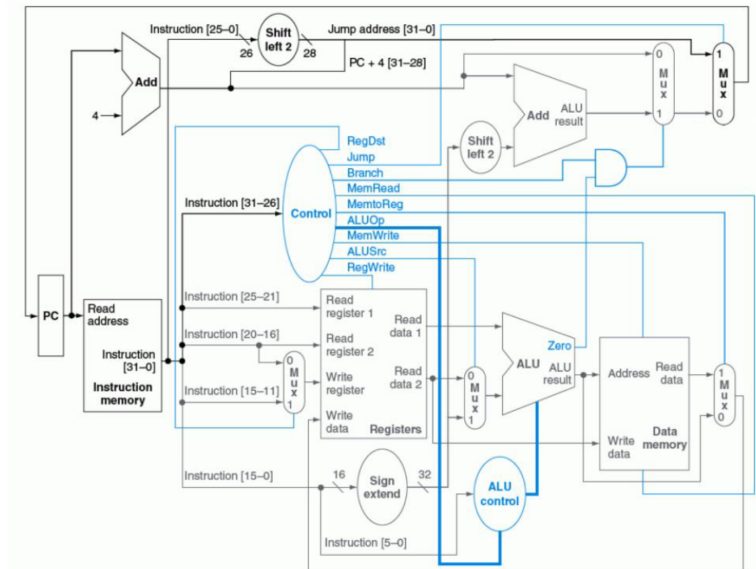 Instruction [25–0]
Shift
left 2
Jump address [31–0]
26
28
PC + 4 [31–28]
Add
4
Add
ALU
result
0
M
u
x
1
1
M
u
x
0
Shift
left 2
RegDst
Jump
Branch
MemRead
MemtoReg
ALUOp
MemWrite
ALUSrc
RegWrite
Control
Instruction [31–26]
PC
Read
address
Instruction
[31–0]
Instruction
memory
Instruction [25–21]
Instruction [20–16]
Instruction [15–11]
0
M
u
x
1
Read
register 1
Read
register 2
Write
register
Write
data
Read
data 1
Read
data 2
Registers
0
M
u
x
1
Zero
ALU
ALU
result
Address
Read
data
Write
data
Data
memory
1
M
u
x
0
Instruction [15–0]
16
Sign
extend
32
ALU
control
Instruction [5–0]